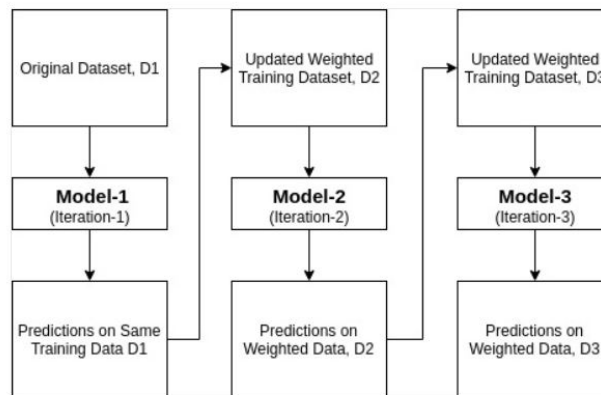 Original Dataset, D1
Model-1
(Iteration-1)
Predictions on Same
Training Data D1
Updated Weighted
Training Dataset, D2
Model-2
(Iteration-2)
Predictions on
Weighted Data, D2
Updated Weighted
Training Dataset, D3
Model-3
(Iteration-3)
Predictions on
Weighted Data, D3